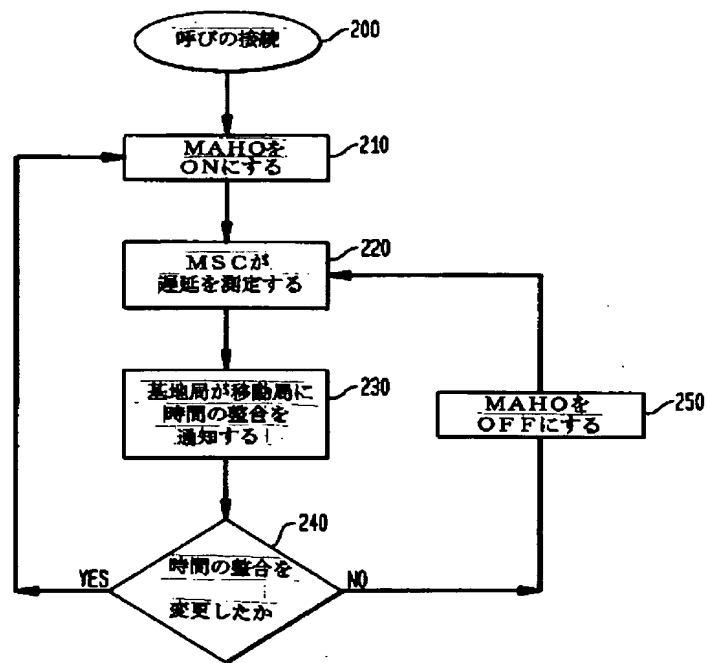 呼びの接続
200
MAHOを
ONにする
210
MSCが
遅延を測定する
220
基地局が移動局に
時間の整合を
通知する
230
MAHOを
OFFにする
250
時間の整合を
変更したか
240
YES
NO